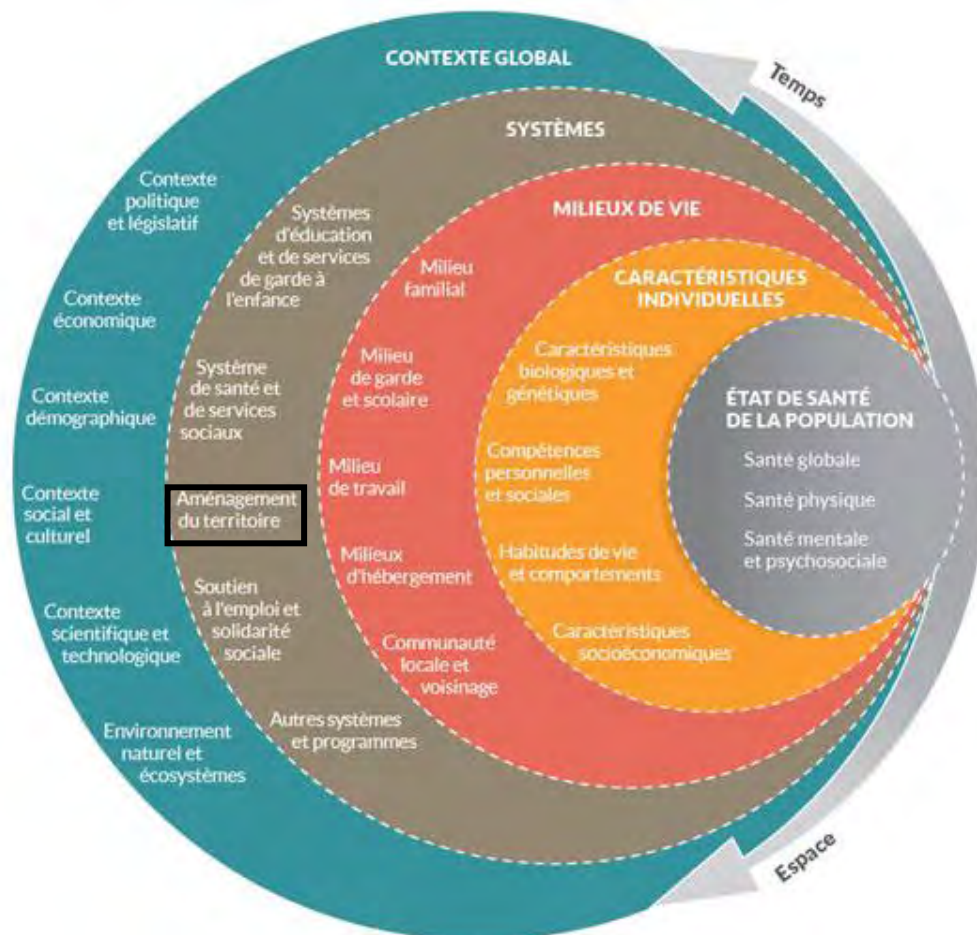 CONTEXTE GLOBAL
Temps
SYSTÈMES
MILIEUX DE VIE
CARACTÉRISTIQUES
INDIVIDUELLES
ÉTAT DE SANTÉ
DE LA POPULATION
Contexte
politique
et législatif
Contexte
économique
Contexte
démographique
Contexte
social et
culturel
Contexte
scientifique et
technologique
Environnement
naturel et
écosystèmes
Systèmes
d'éducation
et de services
de garde à
l'enfance
Système
de santé et
de services
sociaux
Aménagement
du territoire
Soutien
à l'emploi et
solidarité
sociale
Autres systèmes
et programmes
Milieu
familial
Milieu
de garde
et scolaire
Milieu
de travail
Milieux
d'hébergement
Communauté
locale et
voisinage
Caractéristiques
biologiques et
génétiques
Compétences
personnelles
et sociales
Habitudes de vie
et comportements
Caractéristiques
socioéconomiques
Santé globale
Santé physique
Santé mentale
et psychosociale
Espace